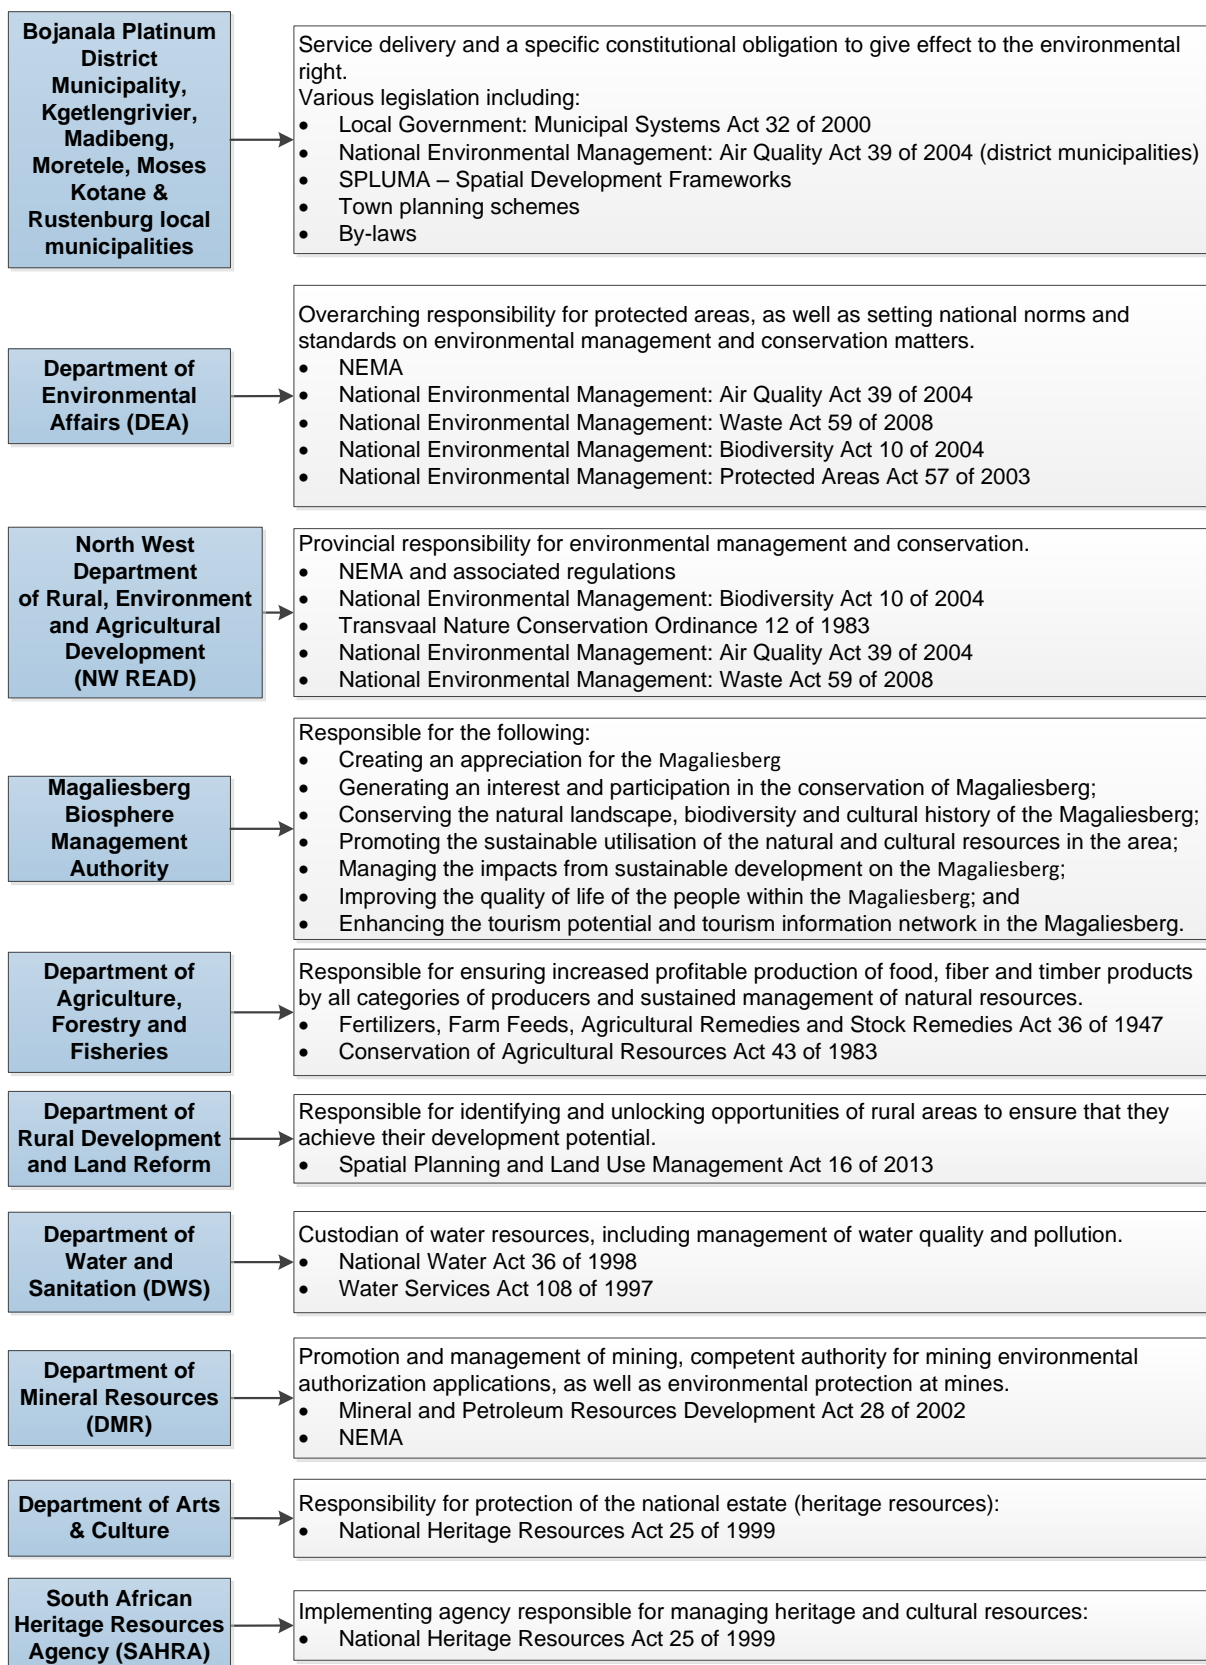 Bojanala Platinum
District
Municipality,
Kgetlengrivier,
Madibeng,
Moretele, Moses
Kotane &
Rustenburg local
municipalities
Service delivery and a specific constitutional obligation to give effect to the environmental
right.
Various legislation including:
• Local Government: Municipal Systems Act 32 of 2000
• National Environmental Management: Air Quality Act 39 of 2004 (district municipalities)
• SPLUMA – Spatial Development Frameworks
• Town planning schemes
• By-laws
Department of
Environmental
Affairs (DEA)
Overarching responsibility for protected areas, as well as setting national norms and
standards on environmental management and conservation matters.
• NEMA
• National Environmental Management: Air Quality Act 39 of 2004
• National Environmental Management: Waste Act 59 of 2008
• National Environmental Management: Biodiversity Act 10 of 2004
• National Environmental Management: Protected Areas Act 57 of 2003
North West
Department
of Rural, Environment
and Agricultural
Development
(NW READ)
Provincial responsibility for environmental management and conservation.
• NEMA and associated regulations
• National Environmental Management: Biodiversity Act 10 of 2004
• Transvaal Nature Conservation Ordinance 12 of 1983
• National Environmental Management: Air Quality Act 39 of 2004
• National Environmental Management: Waste Act 59 of 2008
Magaliesberg
Biosphere
Management
Authority
Responsible for the following:
• Creating an appreciation for the Magaliesberg
• Generating an interest and participation in the conservation of Magaliesberg;
• Conserving the natural landscape, biodiversity and cultural history of the Magaliesberg;
• Promoting the sustainable utilisation of the natural and cultural resources in the area;
• Managing the impacts from sustainable development on the Magaliesberg;
• Improving the quality of life of the people within the Magaliesberg; and
• Enhancing the tourism potential and tourism information network in the Magaliesberg.
Department of
Agriculture,
Forestry and
Fisheries
Responsible for ensuring increased profitable production of food, fiber and timber products
by all categories of producers and sustained management of natural resources.
• Fertilizers, Farm Feeds, Agricultural Remedies and Stock Remedies Act 36 of 1947
• Conservation of Agricultural Resources Act 43 of 1983
Department of
Rural Development
and Land Reform
Responsible for identifying and unlocking opportunities of rural areas to ensure that they
achieve their development potential.
• Spatial Planning and Land Use Management Act 16 of 2013
Department of
Water and
Sanitation (DWS)
Custodian of water resources, including management of water quality and pollution.
• National Water Act 36 of 1998
• Water Services Act 108 of 1997
Department of
Mineral Resources
(DMR)
Promotion and management of mining, competent authority for mining environmental
authorization applications, as well as environmental protection at mines.
• Mineral and Petroleum Resources Development Act 28 of 2002
• NEMA
Department of Arts
& Culture
Responsibility for protection of the national estate (heritage resources):
• National Heritage Resources Act 25 of 1999
South African
Heritage Resources
Agency (SAHRA)
Implementing agency responsible for managing heritage and cultural resources:
• National Heritage Resources Act 25 of 1999